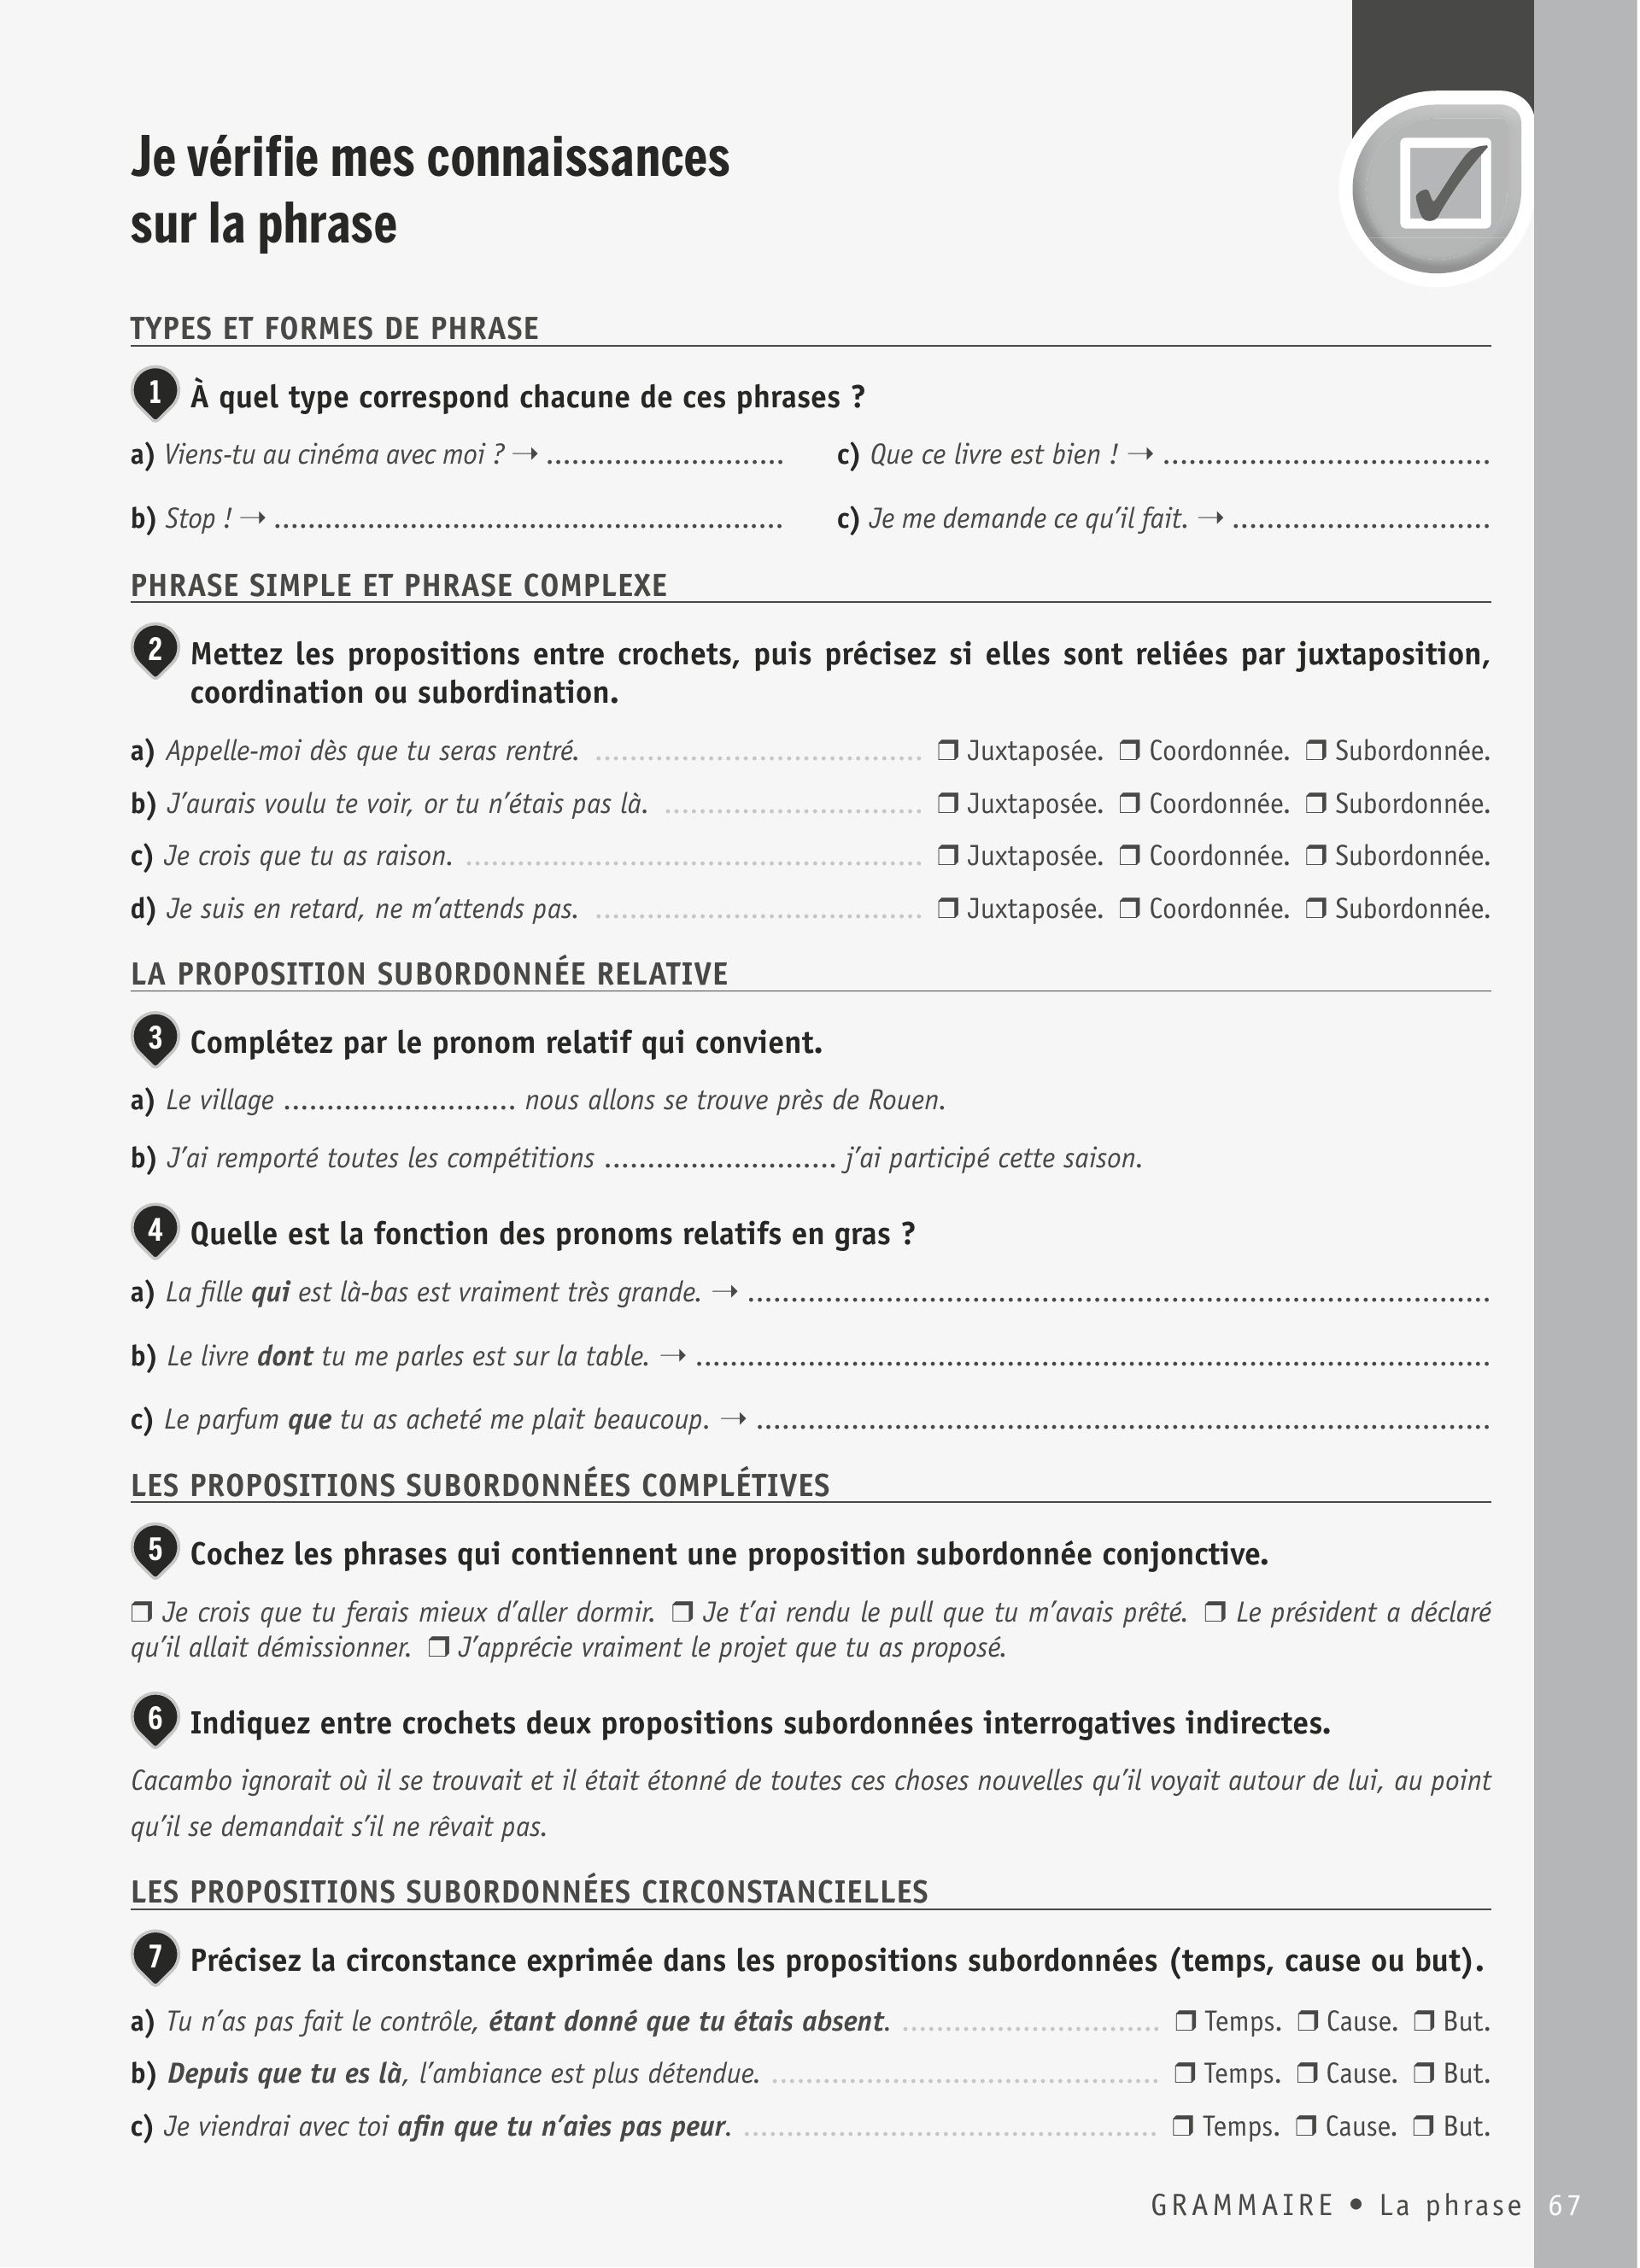 Je vérifie mes connaissances
sur la phrase
TYPES ET FORMES DE PHRASE
1 À quel type correspond chacune de ces phrases ?
a) Viens-tu au cinéma avec moi ? → ............................ c) Que ce livre est bien ! → .......................................
b) Stop ! → ............................................................ c) Je me demande ce qu’il fait. → ...............................
PHRASE SIMPLE ET PHRASE COMPLEXE
2 Mettez les propositions entre crochets, puis précisez si elles sont reliées par juxtaposition,
coordination ou subordination.
a) Appelle-moi dès que tu seras rentré. ...................................... ❒ Juxtaposée. ❒ Coordonnée. ❒ Subordonnée.
b) J’aurais voulu te voir, or tu n’étais pas là. .............................. ❒ Juxtaposée. ❒ Coordonnée. ❒ Subordonnée.
c) Je crois que tu as raison. ..................................................... ❒ Juxtaposée. ❒ Coordonnée. ❒ Subordonnée.
d) Je suis en retard, ne m’attends pas. ...................................... ❒ Juxtaposée. ❒ Coordonnée. ❒ Subordonnée.
LA PROPOSITION SUBORDONNÉE RELATIVE
3 Complétez par le pronom relatif qui convient.
a) Le village ........................... nous allons se trouve près de Rouen.
b) J’ai remporté toutes les compétitions ........................... j’ai participé cette saison.
4 Quelle est la fonction des pronoms relatifs en gras ?
a) La fille qui est là-bas est vraiment très grande. → .......................................................................................
b) Le livre dont tu me parles est sur la table. → .............................................................................................
c) Le parfum que tu as acheté me plait beaucoup. → ......................................................................................
LES PROPOSITIONS SUBORDONNÉES COMPLÉTIVES
5 Cochez les phrases qui contiennent une proposition subordonnée conjonctive.
❒ Je crois que tu ferais mieux d’aller dormir. ❒ Je t’ai rendu le pull que tu m’avais prêté. ❒ Le président a déclaré
qu’il allait démissionner. ❒ J’apprécie vraiment le projet que tu as proposé.
6 Indiquez entre crochets deux propositions subordonnées interrogatives indirectes.
Cacambo ignorait où il se trouvait et il était étonné de toutes ces choses nouvelles qu’il voyait autour de lui, au point
qu’il se demandait s’il ne rêvait pas.
LES PROPOSITIONS SUBORDONNÉES CIRCONSTANCIELLES
7 Précisez la circonstance exprimée dans les propositions subordonnées (temps, cause ou but).
a) Tu n’as pas fait le contrôle, étant donné que tu étais absent. .............................. ❒ Temps. ❒ Cause. ❒ But.
b) Depuis que tu es là, l’ambiance est plus détendue. ............................................. ❒ Temps. ❒ Cause. ❒ But.
c) Je viendrai avec toi afin que tu n’aies pas peur. ................................................ ❒ Temps. ❒ Cause. ❒ But.
GRAMMAIRE • La phrase 67